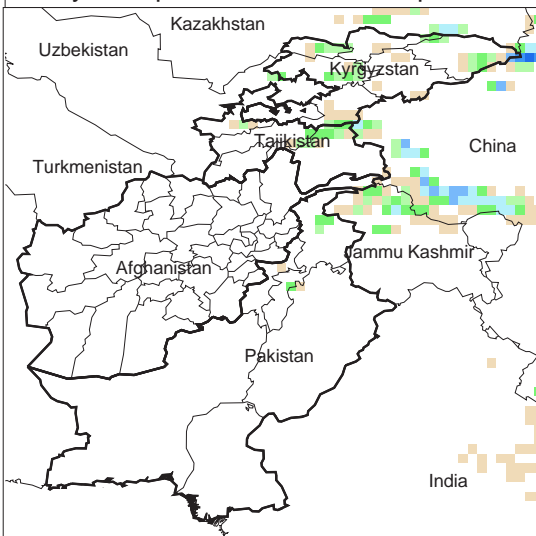 Kazakhstan
Uzbekistan
Kyrgyzstan
Tajikistan
China
Turkmenistan
Jammu Kashmir
Afghanistan
Pakistan
India